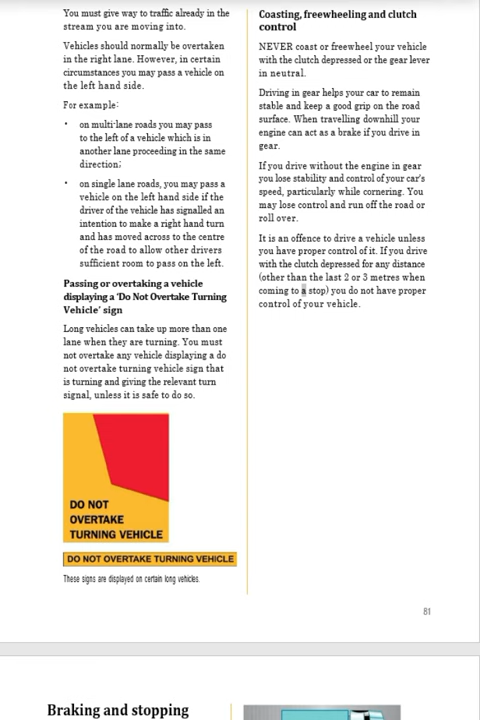 You must give way to traffic already in the
stream you are moving into.
Vehicles should normally be overtaken
in the right lane. However, in certain
circumstances you may pass a vehicle on
the left hand side.
For example:
• on multi-lane roads you may pass
to the left of a vehicle which is in
another lane proceeding in the same
direction;
• on single lane roads, you may pass a
vehicle on the left hand side if the
driver of the vehicle has signalled an
intention to make a right hand turn
and has moved across to the centre
of the road to allow other drivers
sufficient room to pass on the left.
Passing or overtaking a vehicle
displaying a ‘Do Not Overtake Turning
Vehicle’ sign
Long vehicles can take up more than one
lane when they are turning. You must
not overtake any vehicle displaying a do
not overtake turning vehicle sign that
is turning and giving the relevant turn
signal, unless it is safe to do so.
DO NOT
OVERTAKE
TURNING VEHICLE
DO NOT OVERTAKE TURNING VEHICLE
These signs are displayed on certain long vehicles.
Coasting, freewheeling and clutch
control
NEVER coast or freewheel your vehicle
with the clutch depressed or the gear lever
in neutral.
Driving in gear helps your car to remain
stable and keep a good grip on the road
surface. When travelling downhill your
engine can act as a brake if you drive in
gear.
If you drive without the engine in gear
you lose stability and control of your car's
speed, particularly while cornering. You
may lose control and run off the road or
roll over.
It is an offence to drive a vehicle unless
you have proper control of it. If you drive
with the clutch depressed for any distance
(other than the last 2 or 3 metres when
coming to a stop) you do not have proper
control of your vehicle.
81
Braking and stopping